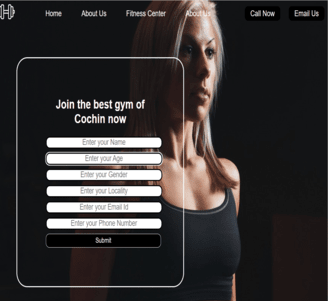 Home About Us Fitness Center About Us Call Now Email Us
Join the best gym of
Cochin now
Enter your Name
Enter your Age
Enter your Gender
Enter your Locality
Enter your Email Id
Enter your Phone Number
Submit